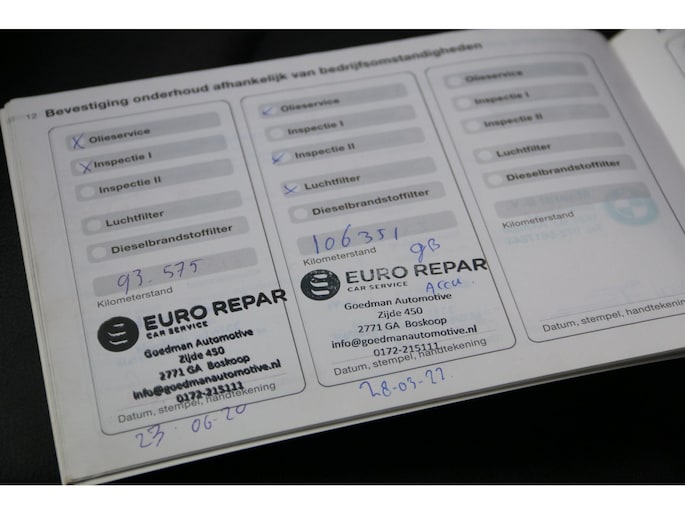 12 Bevestiging onderhoud afhankelijk van bedrijfsomstandigheden
X Olieservice
X Inspectie I
Inspectie II
Luchtfilter
Dieselbrandstoffilter
93.575
Kilometerstand
EURO REPAR
CAR SERVICE
Goedman Automotive
Zijde 450
2771 GA Boskoop
info@goedmanautomotive.nl
0172-215111
Datum, stempel, handtekening
23.06-20
Olieservice
Inspectie I
Inspectie II
Luchtfilter
Dieselbrandstoffilter
106351
Kilometerstand
EURO REPAR
CAR SERVICE
Accu.
Goedman Automotive
Zijde 450
2771 GA Boskoop
info@goedmanautomotive.nl
0172-215111
Datum, stempel, handtekening
28-03-22
Olieservice
Inspectie I
Inspectie II
Luchtfilter
Dieselbrandstoffilter
Kilometerstand
Datum, stempel, handtekening